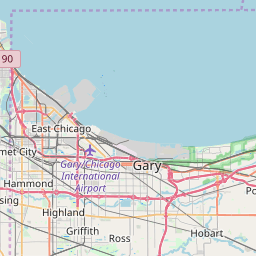 90
East Chicago
met City
Gary/Chicago
International
Airport
Gary
Hammond
sing
Highland
Griffith
Ross
Hobart
Po